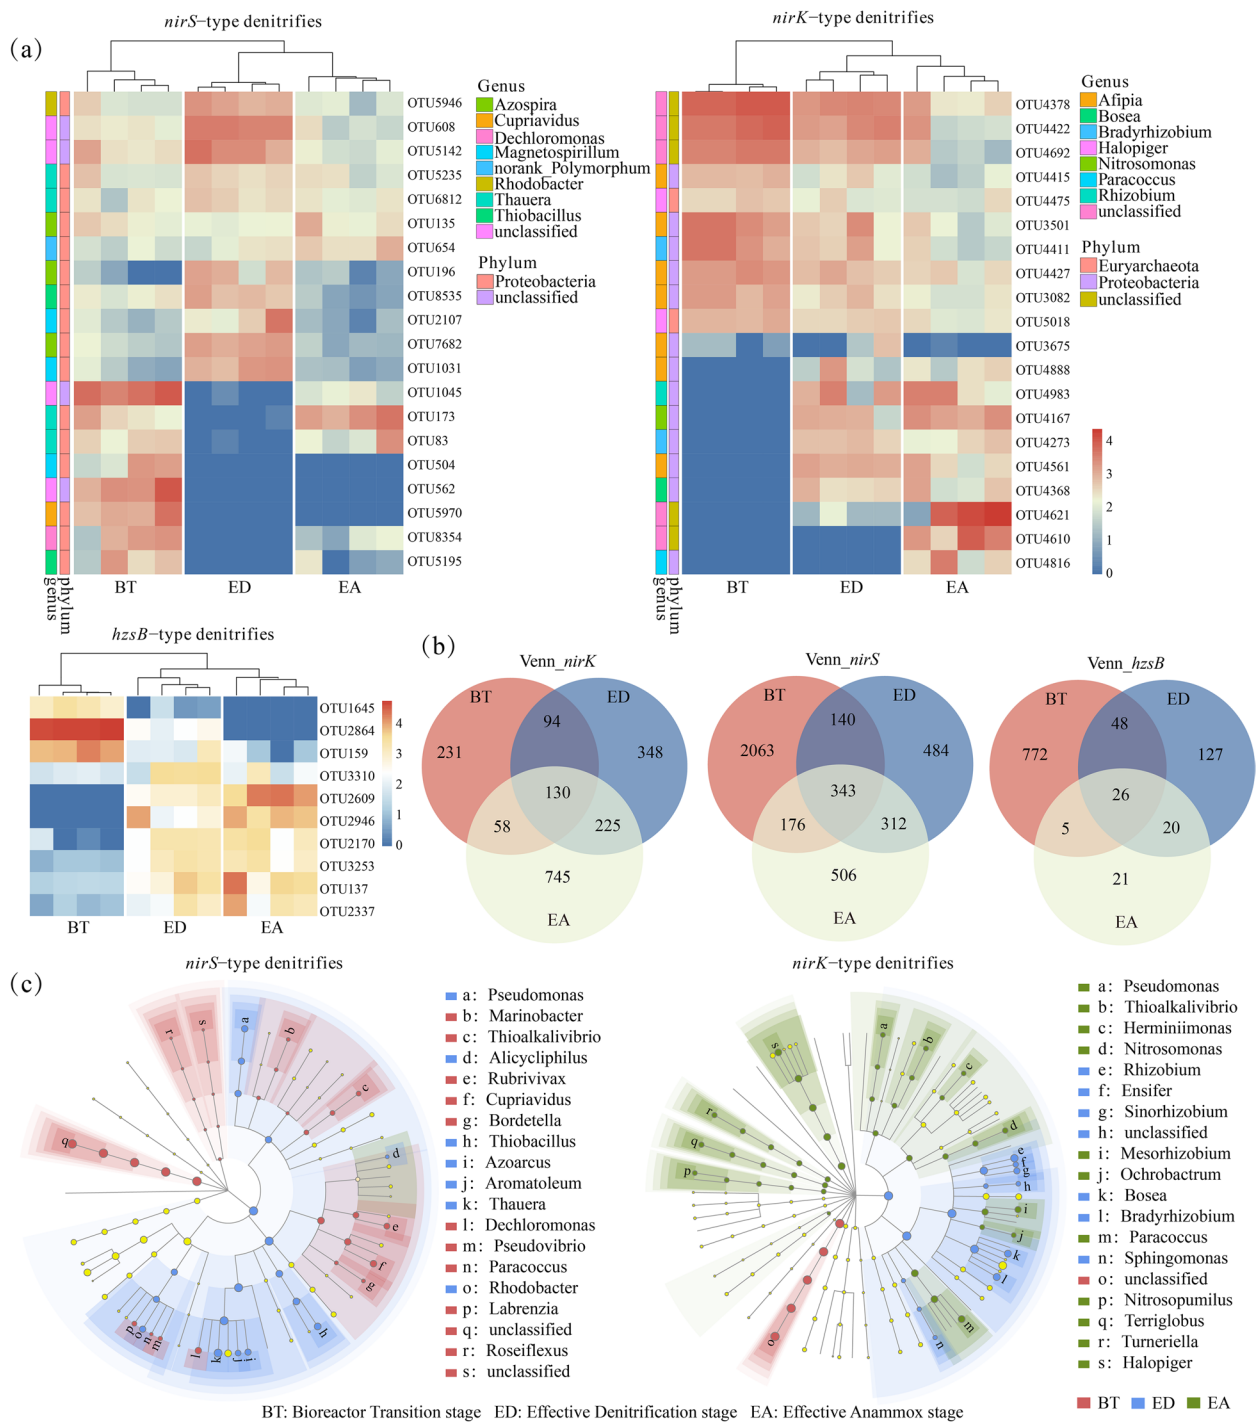 (a)
nirS−type denitrifies
Genus
Azospira
Cupriavidus
Dechloromonas
Magnetospirillum
norank_Polymorphum
Rhodobacter
Thauera
Thiobacillus
unclassified
Phylum
Proteobacteria
unclassified
OTU5946
OTU608
OTU5142
OTU5235
OTU6812
OTU135
OTU654
OTU196
OTU8535
OTU2107
OTU7682
OTU1031
OTU1045
OTU173
OTU83
OTU504
OTU562
OTU5970
OTU8354
OTU5195
genus
phylum
BT ED EA
nirK−type denitrifies
Genus
Afipia
Bosea
Bradyrhizobium
Halopiger
Nitrosomonas
Paracoccus
Rhizobium
unclassified
Phylum
Euryarchaeota
Proteobacteria
unclassified
OTU4378
OTU4422
OTU4692
OTU4415
OTU4475
OTU3501
OTU4411
OTU4427
OTU3082
OTU5018
OTU3675
OTU4888
OTU4983
OTU4167
OTU4273
OTU4561
OTU4368
OTU4621
OTU4610
OTU4816
4
3
2
1
0
genus
phylum
BT ED EA
hzsB−type denitrifies
OTU1645
OTU2864
OTU159
OTU3310
OTU2609
OTU2946
OTU2170
OTU3253
OTU137
OTU2337
4
3
2
1
0
BT ED EA
(b)
Venn_nirK
BT ED
94
231 348
130
58 225
745
EA
Venn_nirS
BT ED
140
2063 484
343
176 312
506
EA
Venn_hzsB
BT ED
48
772 127
26
5 20
21
EA
(c)
nirS−type denitrifies
r s a b c d e f g h i j k l m n o p q
a: Pseudomonas
b: Marinobacter
c: Thioalkalivibrio
d: Alicycliphilus
e: Rubrivivax
f: Cupriavidus
g: Bordetella
h: Thiobacillus
i: Azoarcus
j: Aromatoleum
k: Thauera
l: Dechloromonas
m: Pseudovibrio
n: Paracoccus
o: Rhodobacter
p: Labrenzia
q: unclassified
r: Roseiflexus
s: unclassified
nirK−type denitrifies
s a b c d e f g h i j k l m n o p q r
a: Pseudomonas
b: Thioalkalivibrio
c: Herminiimonas
d: Nitrosomonas
e: Rhizobium
f: Ensifer
g: Sinorhizobium
h: unclassified
i: Mesorhizobium
j: Ochrobactrum
k: Bosea
l: Bradyrhizobium
m: Paracoccus
n: Sphingomonas
o: unclassified
p: Nitrosopumilus
q: Terriglobus
r: Turneriella
s: Halopiger
BT ED EA
BT: Bioreactor Transition stage ED: Effective Denitrification stage EA: Effective Anammox stage